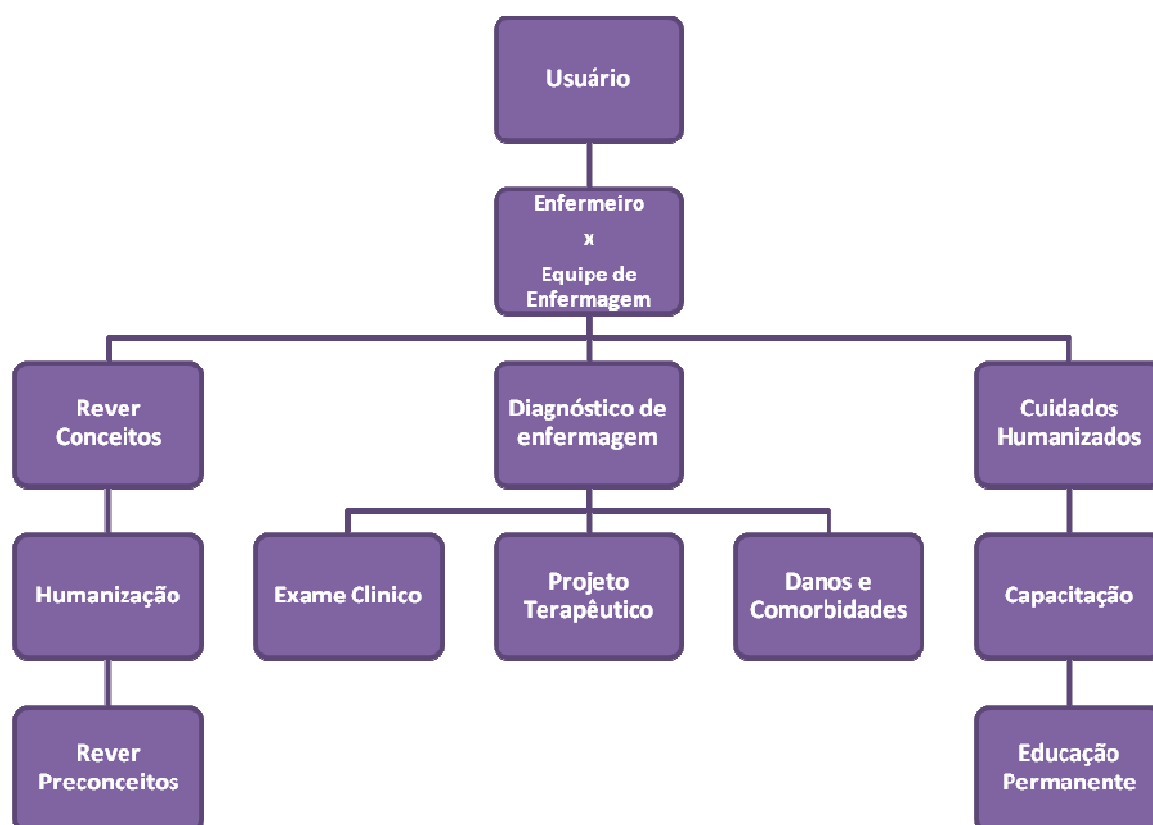 Usuário
Enfermeiro
x
Equipe de
Enfermagem
Rever
Conceitos
Diagnóstico de
enfermagem
Cuidados
Humanizados
Humanização
Exame Clinico
Projeto
Terapêutico
Danos e
Comorbidades
Capacitação
Rever
Preconceitos
Educação
Permanente